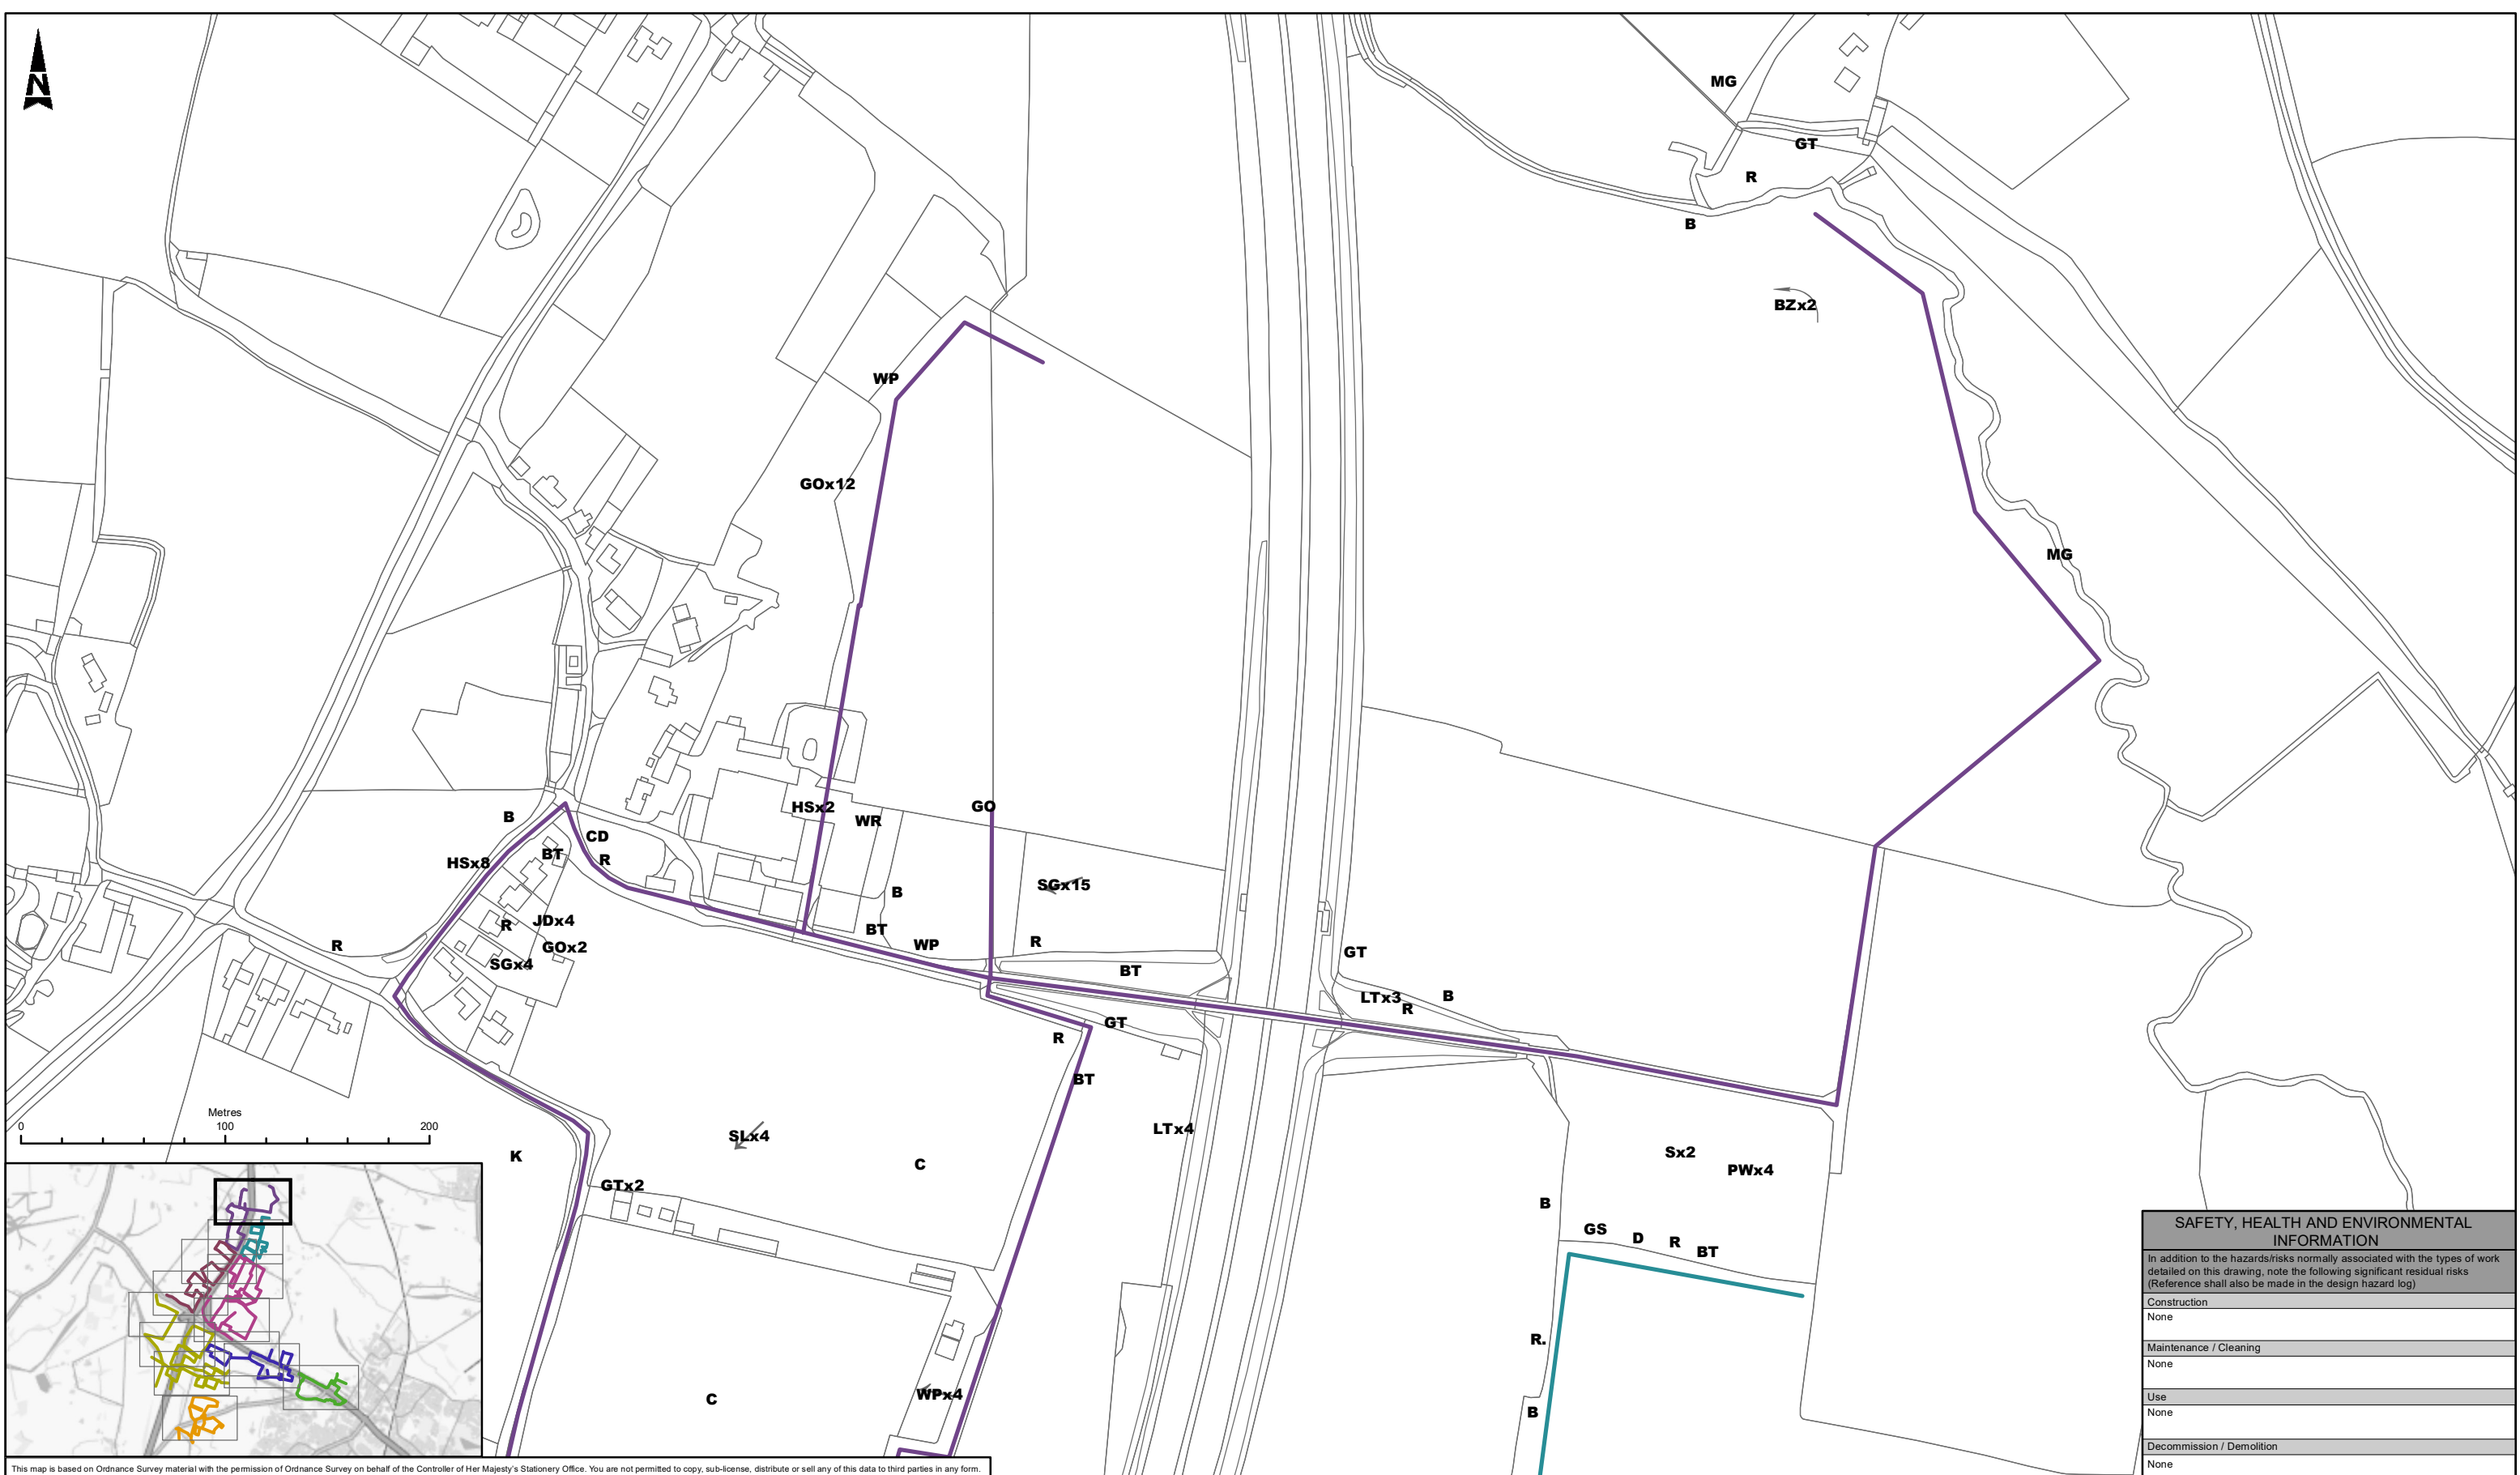 N
MG
GT
R
B
BZx2
WP
GOx12
MG
HSx2
GO
WR
B
CD
HSx8
BT
R
SGx15
B
R
JDx4
BT
WP
R
R
GOx2
SGx4
BT
GT
LTx3
B
R
GT
R
BT
Metres
0 100 200
SLx4
LTx4
K
C
Sx2
PWx4
GTx2
B
GS
D
R
BT
R.
WPx4
C
B
SAFETY, HEALTH AND ENVIRONMENTAL
INFORMATION
In addition to the hazards/risks normally associated with the types of work
detailed on this drawing, note the following significant residual risks
(Reference shall also be made in the design hazard log)
Construction
None
Maintenance / Cleaning
None
Use
None
Decommission / Demolition
None
This map is based on Ordnance Survey material with the permission of Ordnance Survey on behalf of the Controller of Her Majesty's Stationery Office. You are not permitted to copy, sub-license, distribute or sell any of this data to third parties in any form.